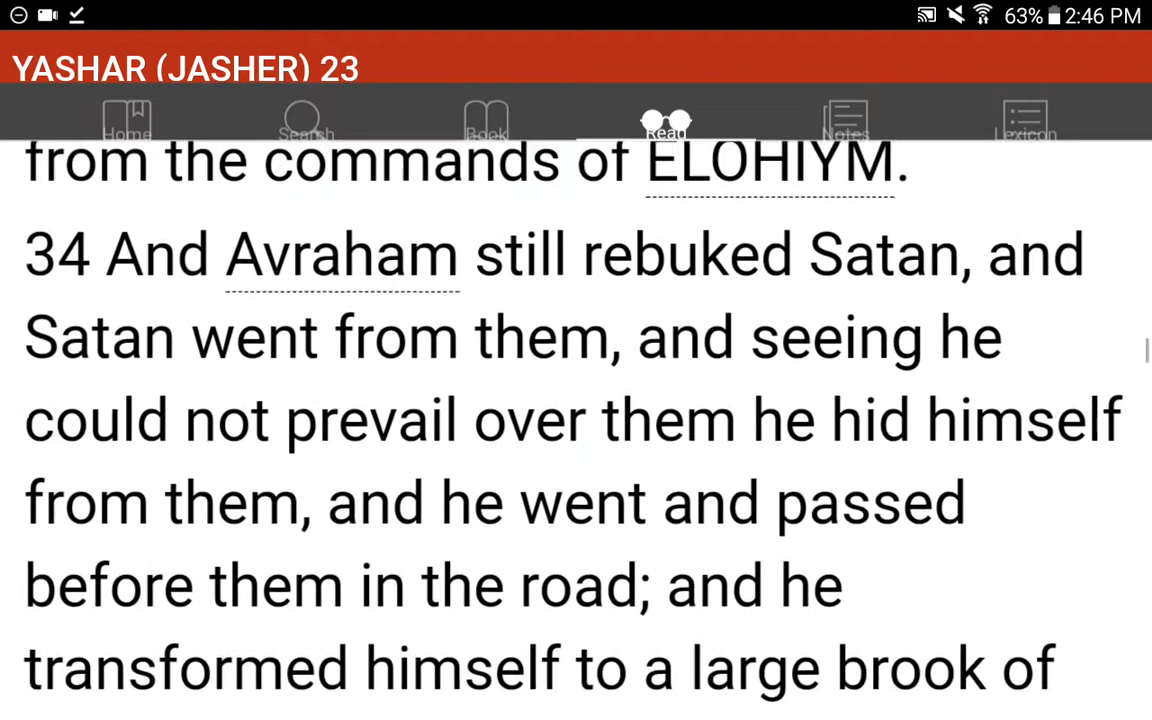 63% 2:46 PM
YASHAR (JASHER) 23
Home Search Book Read Notes Lexicon
from the commands of ELOHIYM.
34 And Avraham still rebuked Satan, and
Satan went from them, and seeing he
could not prevail over them he hid himself
from them, and he went and passed
before them in the road; and he
transformed himself to a large brook of